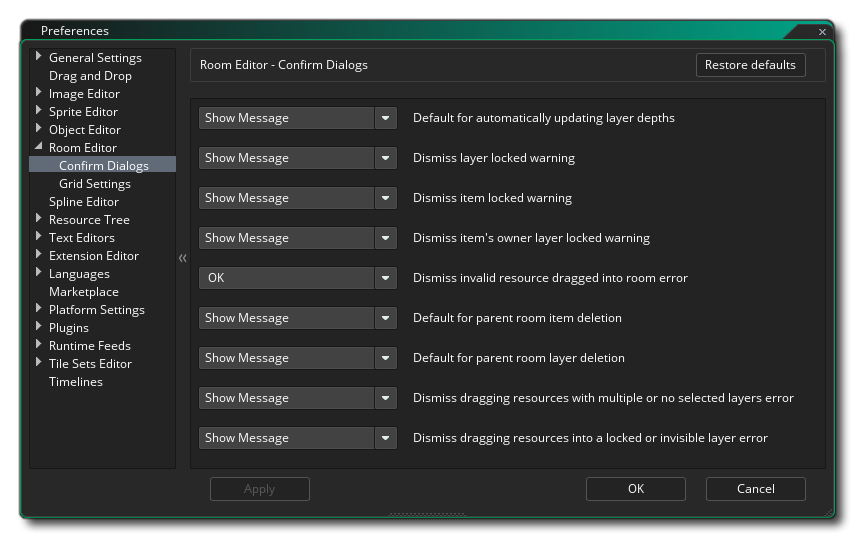 Preferences
General Settings
Drag and Drop
Image Editor
Sprite Editor
Object Editor
Room Editor
Confirm Dialogs
Grid Settings
Spline Editor
Resource Tree
Text Editors
Extension Editor
Languages
Marketplace
Platform Settings
Plugins
Runtime Feeds
Tile Sets Editor
Timelines
Room Editor - Confirm Dialogs
Restore defaults
Show Message Default for automatically updating layer depths
Show Message Dismiss layer locked warning
Show Message Dismiss item locked warning
Show Message Dismiss item's owner layer locked warning
OK Dismiss invalid resource dragged into room error
Show Message Default for parent room item deletion
Show Message Default for parent room layer deletion
Show Message Dismiss dragging resources with multiple or no selected layers error
Show Message Dismiss dragging resources into a locked or invisible layer error
Apply OK Cancel